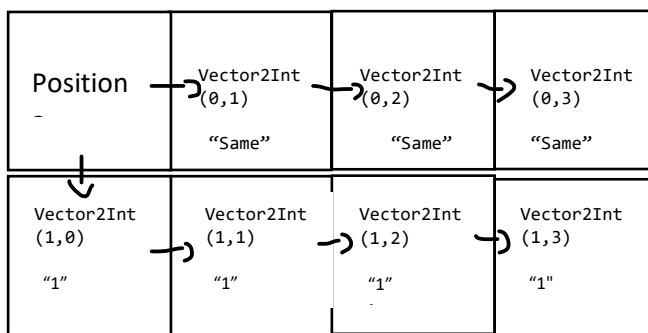 Position
Vector2Int
(0,1)
“Same”
Vector2Int
(0,2)
“Same”
Vector2Int
(0,3)
“Same”
Vector2Int
(1,0)
“1”
Vector2Int
(1,1)
“1”
Vector2Int
(1,2)
“1”
Vector2Int
(1,3)
“1"